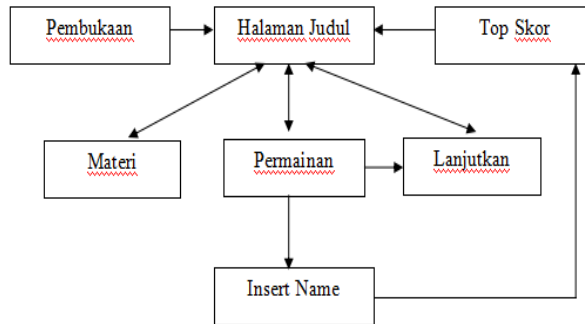 Pembukaan
Halaman Judul
Top Skor
Materi
Permainan
Lanjutkan
Insert Name